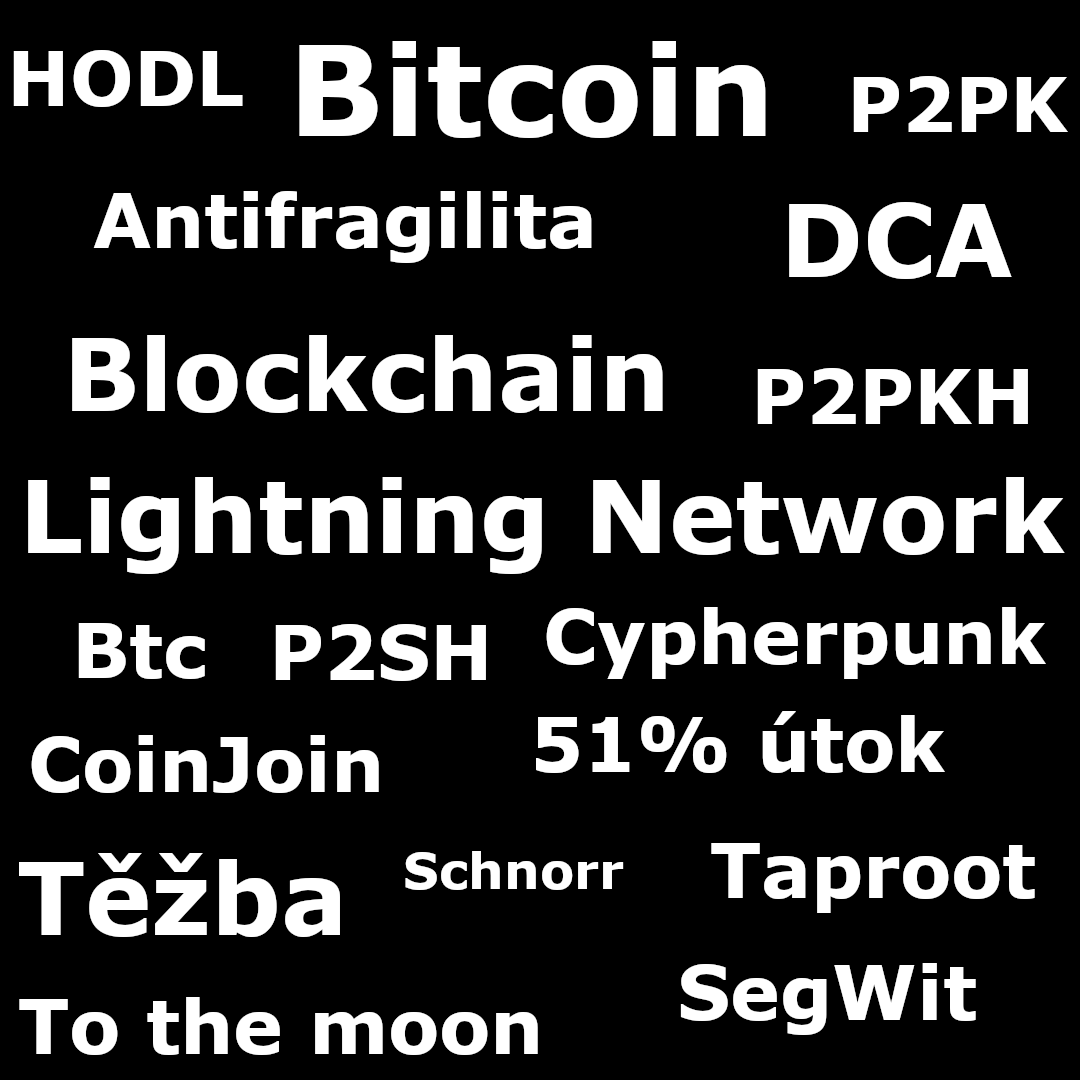 HODL Bitcoin P2PK
Antifragilita DCA
Blockchain P2PKH
Lightning Network
Btc P2SH Cypherpunk
CoinJoin 51% útok
Těžba Schnorr Taproot
To the moon SegWit